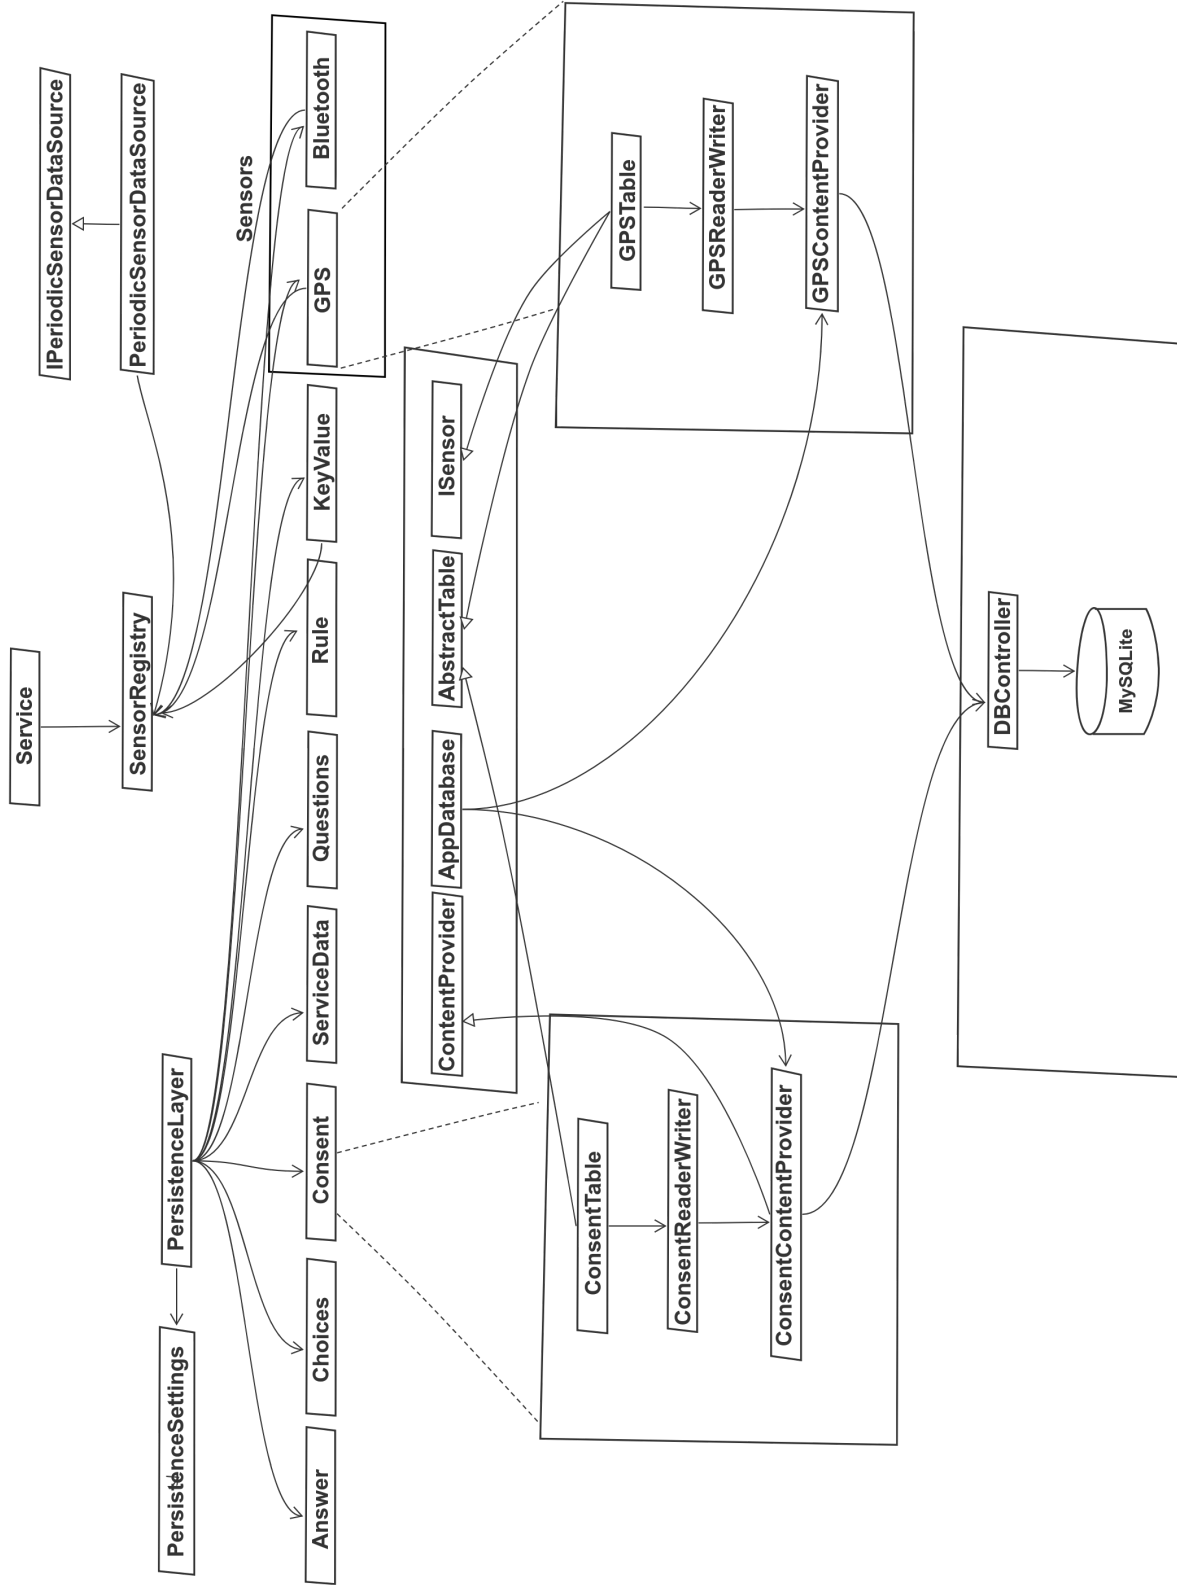 Service
IPeriodicSensorDataSource
SensorRegistry
PeriodicSensorDataSource
PersistenceSettings
PersistenceLayer
Sensors
Answer
Choices
Consent
ServiceData
Questions
Rule
KeyValue
GPS
Bluetooth
ContentProvider
AppDatabase
AbstractTable
ISensor
ConsentTable
ConsentReaderWriter
ConsentContentProvider
GPSTable
GPSReaderWriter
GPSContentProvider
DBController
MySQLite